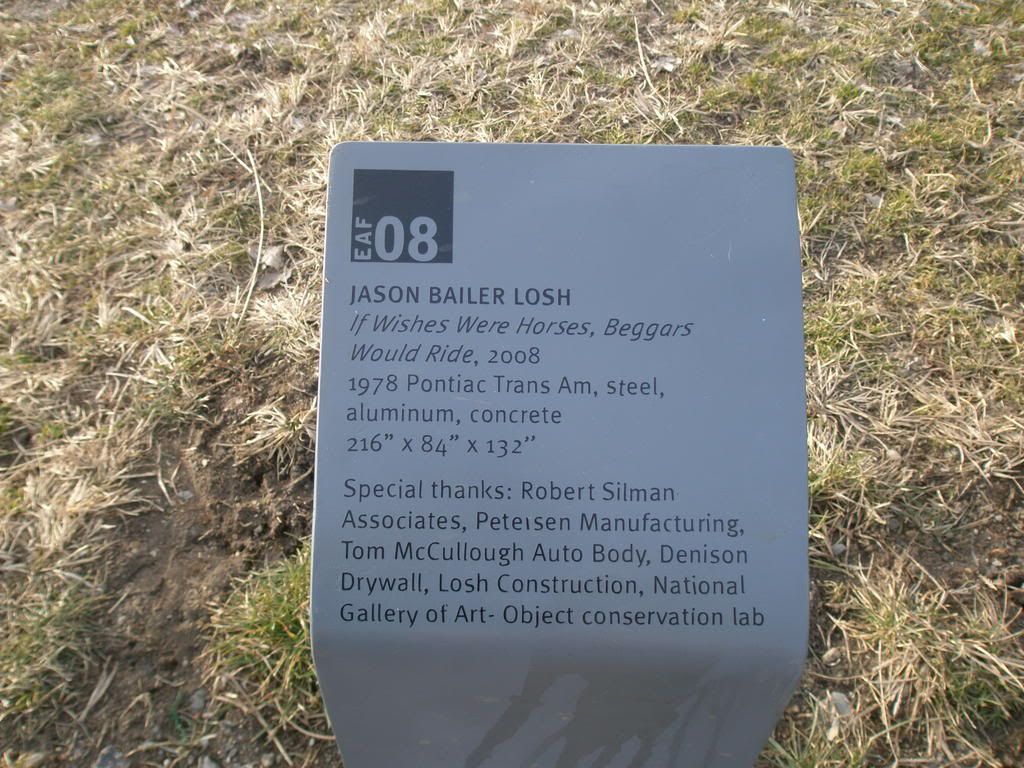 EAF 08
JASON BAILER LOSH
If Wishes Were Horses, Beggars
Would Ride, 2008
1978 Pontiac Trans Am, steel,
aluminum, concrete
216” x 84” x 132”
Special thanks: Robert Silman
Associates, Petersen Manufacturing,
Tom McCullough Auto Body, Denison
Drywall, Losh Construction, National
Gallery of Art- Object conservation lab